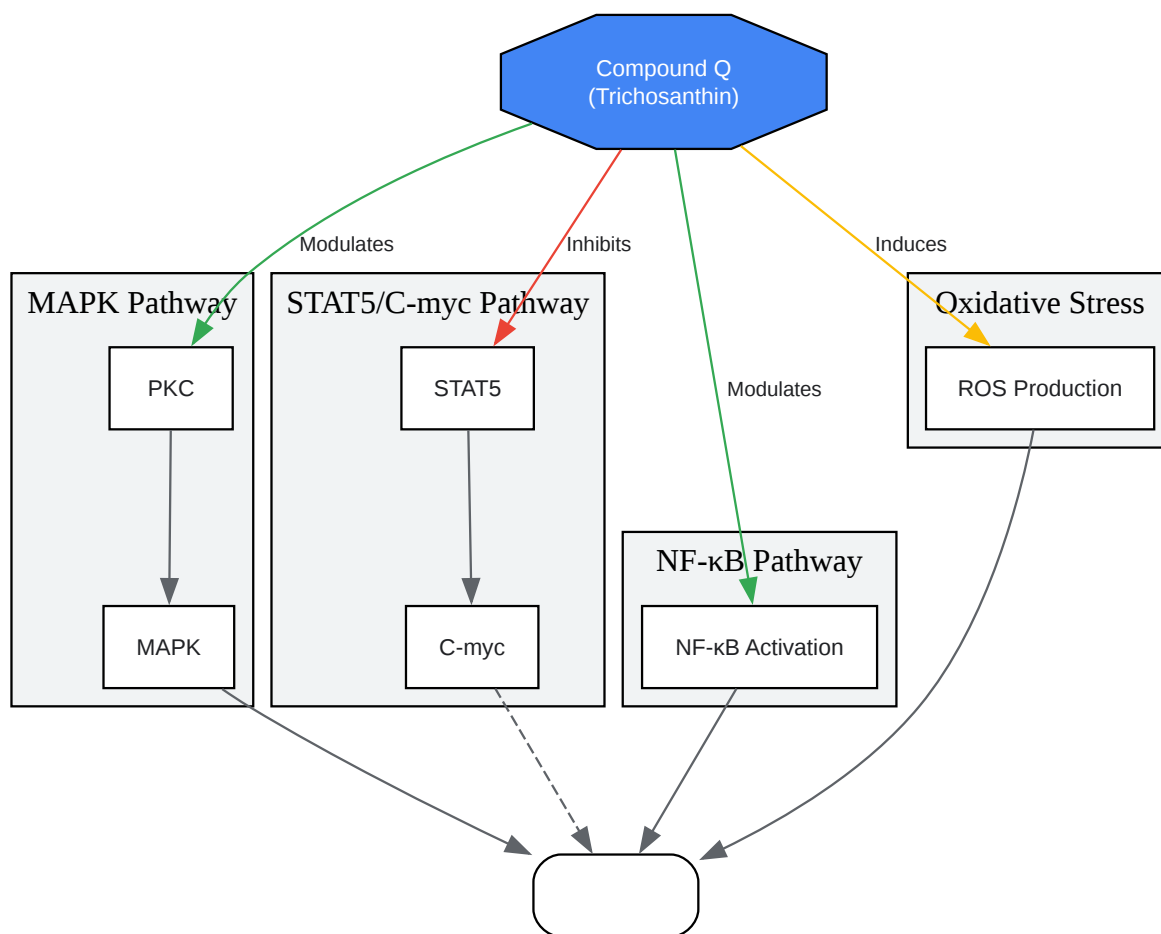 Compound Q
(Trichosanthin)
Modulates
Inhibits
Induces
MAPK Pathway
STAT5/C-myc Pathway
Oxidative Stress
PKC
STAT5
Modulates
ROS Production
NF-κB Pathway
MAPK
C-myc
NF-κB Activation